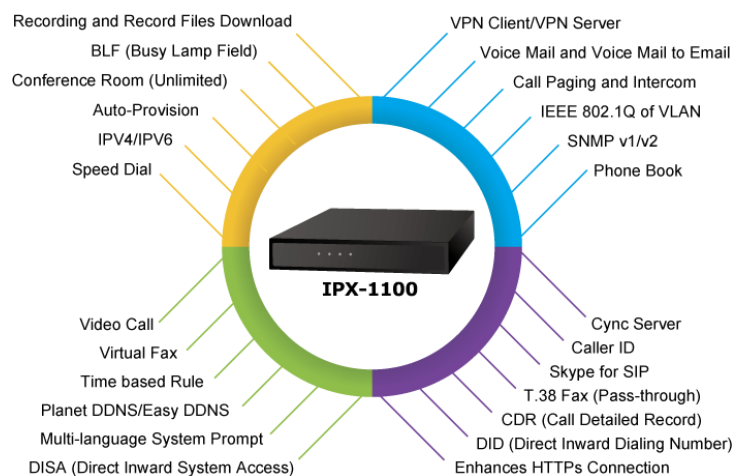 Recording and Record Files Download
BLF (Busy Lamp Field)
Conference Room (Unlimited)
Auto-Provision
IPV4/IPV6
Speed Dial
VPN Client/VPN Server
Voice Mail and Voice Mail to Email
Call Paging and Intercom
IEEE 802.1Q of VLAN
SNMP v1/v2
Phone Book
IPX-1100
Video Call
Virtual Fax
Time based Rule
Planet DDNS/Easy DDNS
Multi-language System Prompt
DISA (Direct Inward System Access)
Cync Server
Caller ID
Skype for SIP
T.38 Fax (Pass-through)
CDR (Call Detailed Record)
DID (Direct Inward Dialing Number)
Enhances HTTPs Connection